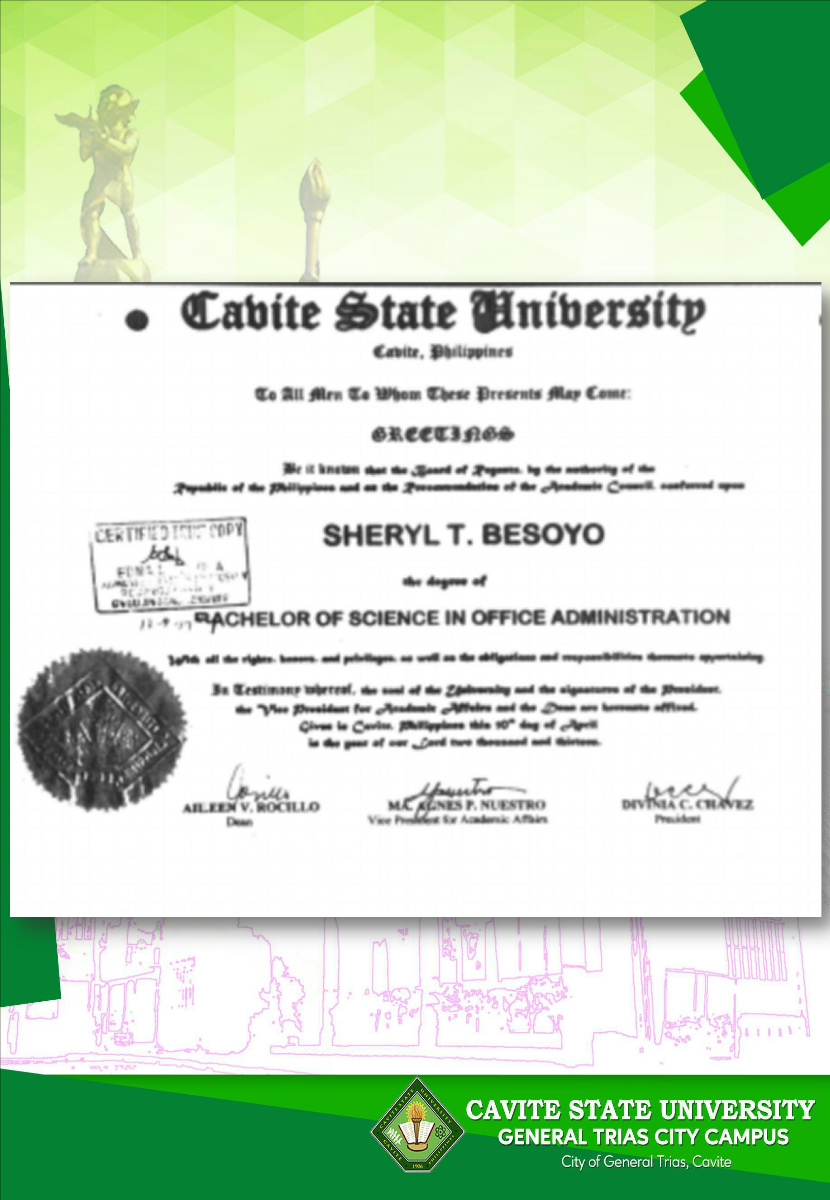 Cavite State University
Cavite, Philippines
To All Men To Whom These Presents May Come:
GREETINGS
Be it known that the Board of Regents, by the authority of the
Republic of the Philippines and on the Recommendation of the Academic Council, conferred upon
CERTIFIED TRUE COPY
SHERYL T. BESOYO
the degree of
BACHELOR OF SCIENCE IN OFFICE ADMINISTRATION
With all the rights, honors, and privileges, as well as the obligations and responsibilities thereunto appertaining.
In Testimony whereof, the seal of the University and the signatures of the President,
the Vice President for Academic Affairs and the Dean are hereunto affixed.
Given in Cavite, Philippines this 10th day of April
in the year of our Lord two thousand and thirteen.
AILEEN V. ROCILLO
Dean
MA. AGNES P. NUESTRO
Vice President for Academic Affairs
DIVINIA C. CHAVEZ
President
CAVITE STATE UNIVERSITY
GENERAL TRIAS CITY CAMPUS
City of General Trias, Cavite
1906